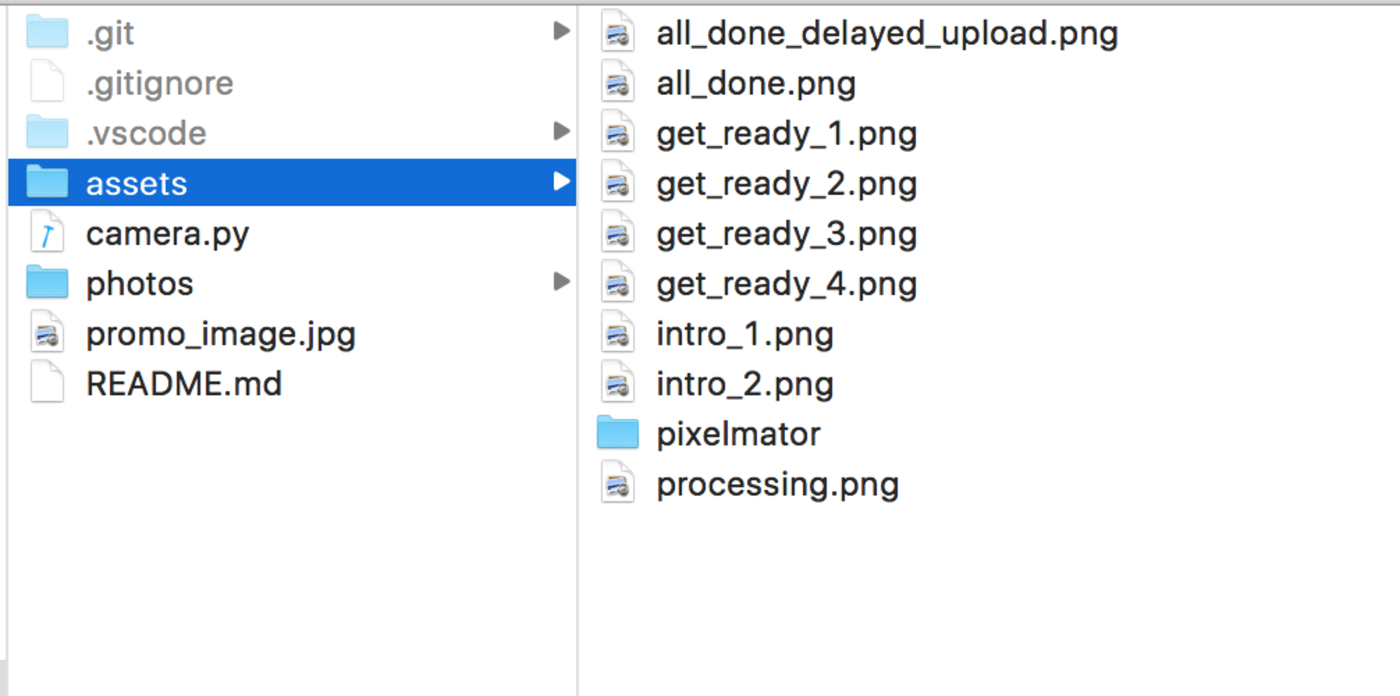 .git
.gitignore
.vscode
assets
camera.py
photos
promo_image.jpg
README.md
all_done_delayed_upload.png
all_done.png
get_ready_1.png
get_ready_2.png
get_ready_3.png
get_ready_4.png
intro_1.png
intro_2.png
pixelmator
processing.png